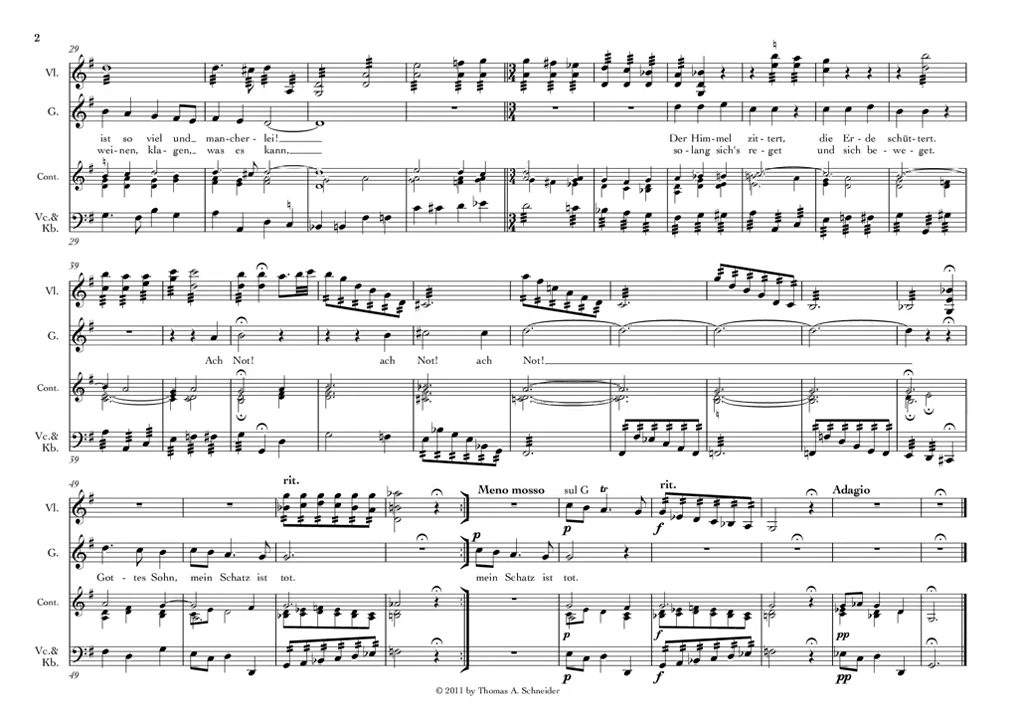 2
29
Vl.
G.
ist so viel und_ man-cher-lei!
wei-nen, kla-gen,_ was es kann,
Der Him-mel zit-tert, die Er-de schüt-tert.
so-lang sich's re-get und sich be-we-get.
Cont.
Vc.&
Kb.
29
39
Vl.
G.
Ach Not! ach Not! ach Not!
Cont.
Vc.&
Kb.
39
49
rit.
Meno mosso
sul G
tr
rit.
Adagio
Vl.
p
p
f
G.
Got-tes Sohn, mein Schatz ist tot. mein Schatz ist tot.
Cont.
p
f
pp
Vc.&
Kb.
49
p
f
pp
© 2011 by Thomas A. Schneider